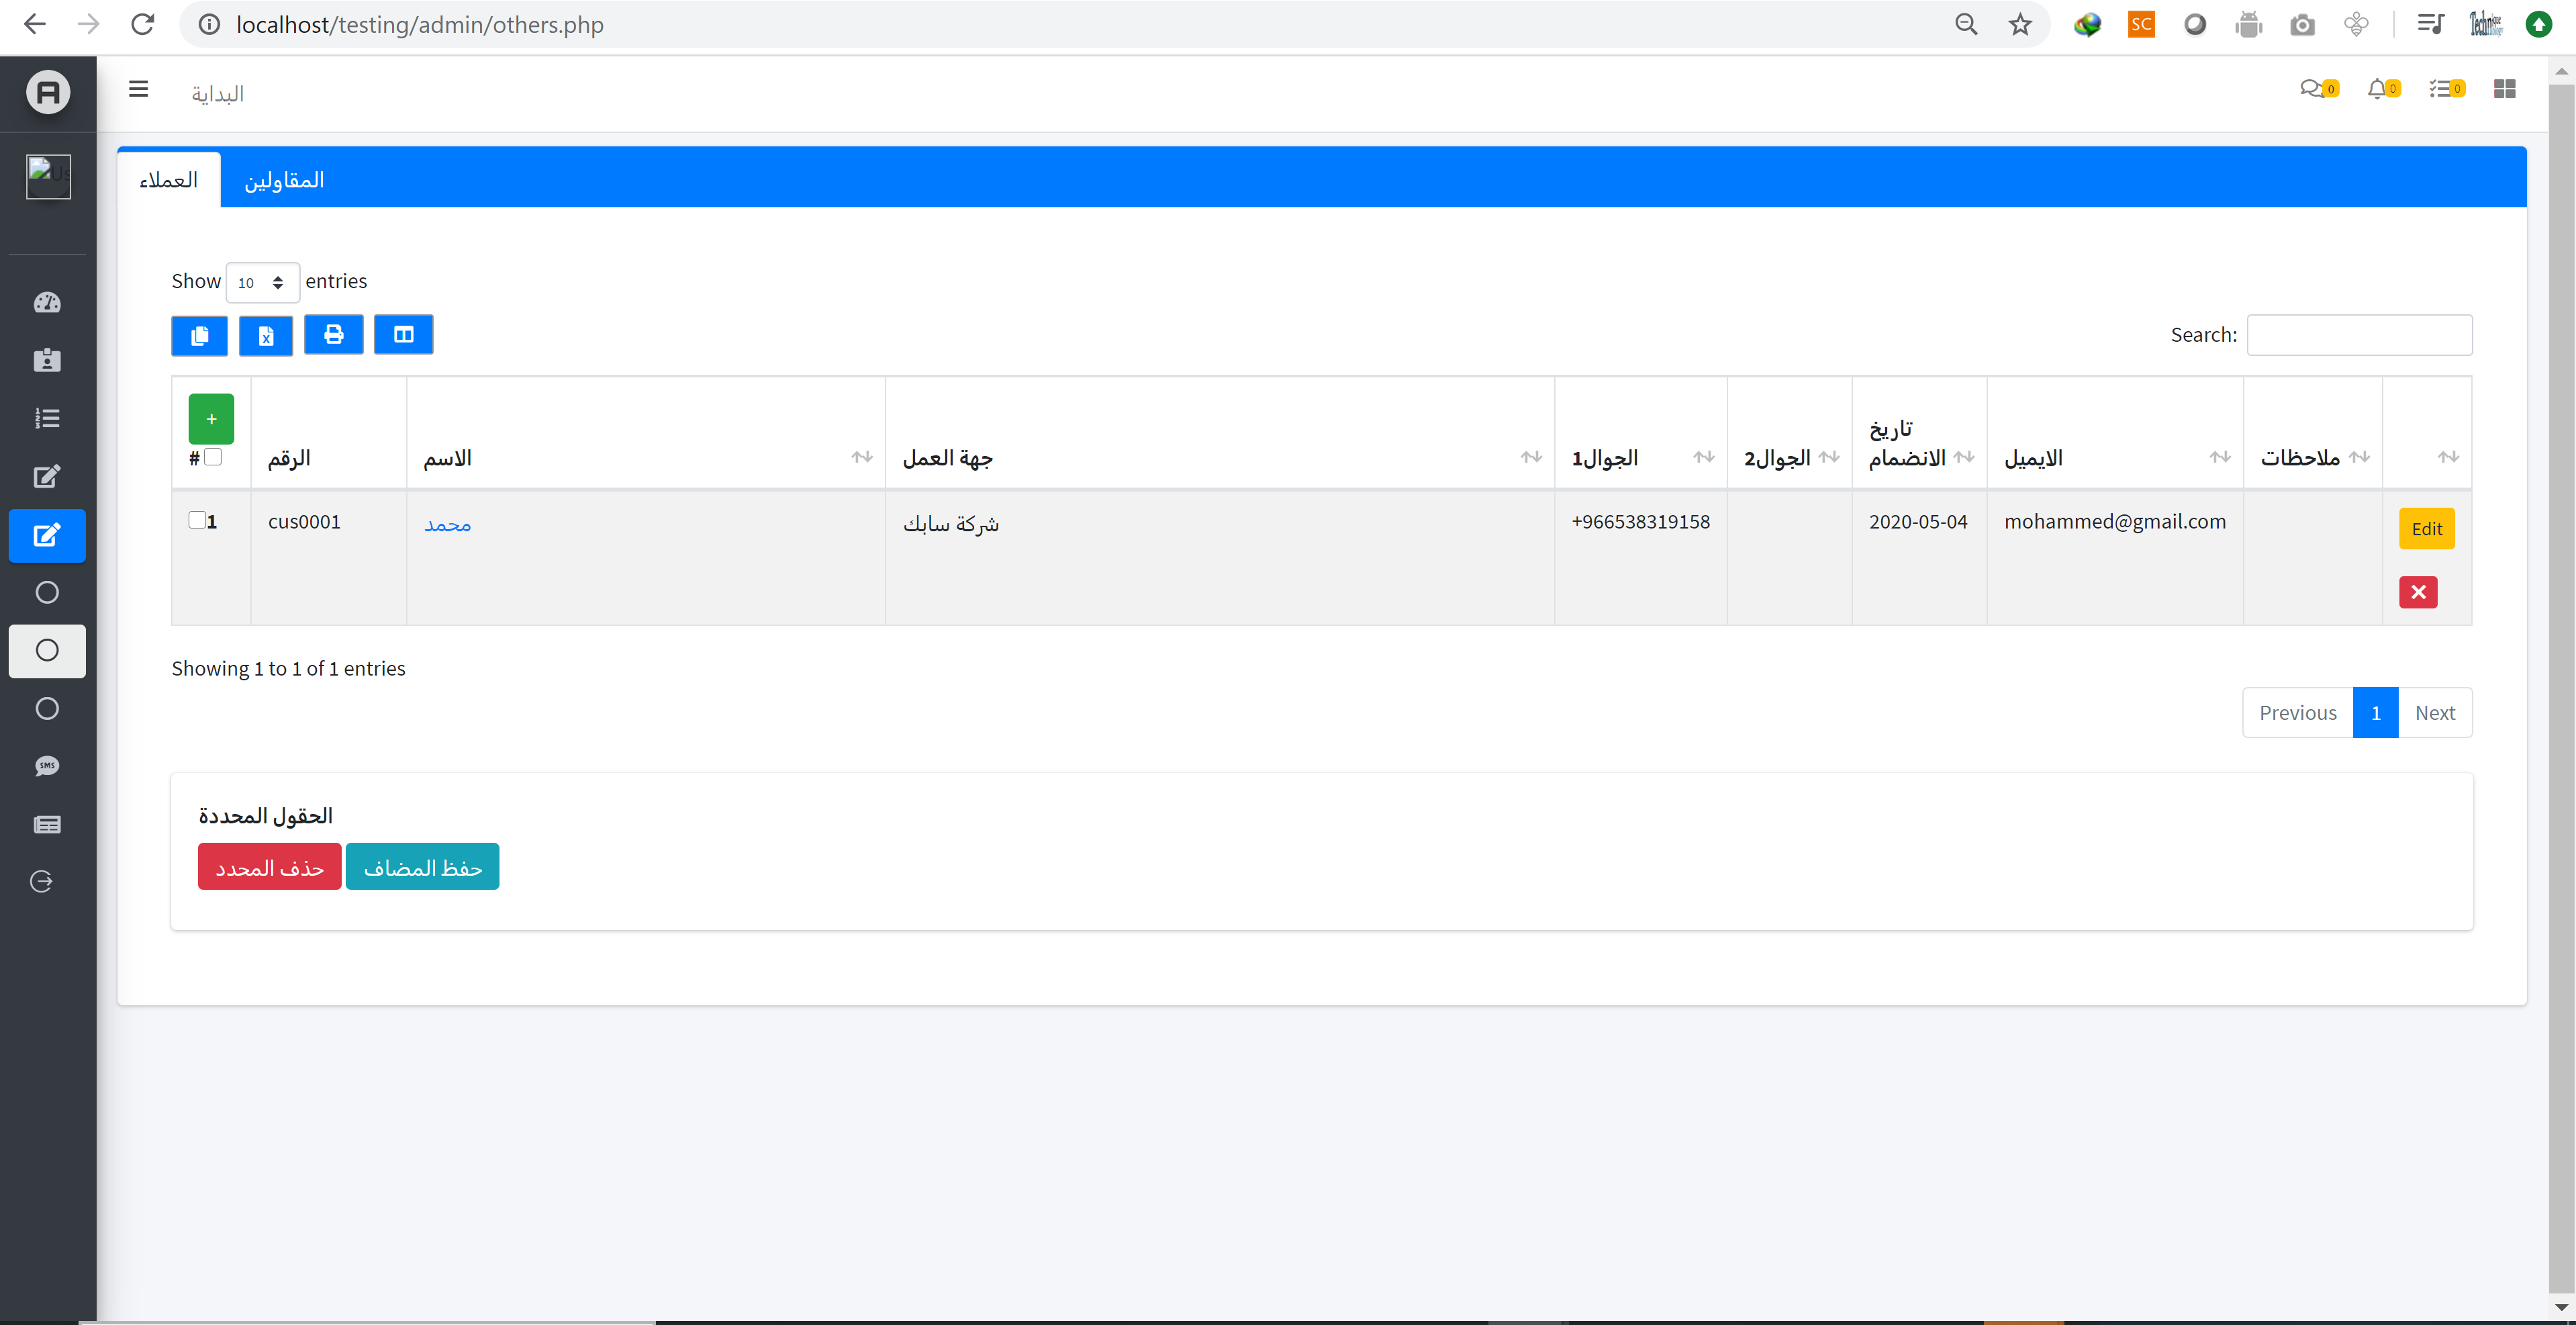 localhost/testing/admin/others.php
SC
البداية
0
0
0
العملاء
المقاولين
Show 10 entries
Search:
+
#
الرقم
الاسم
جهة العمل
الجوال1
الجوال2
تاريخ
الانضمام
الايميل
ملاحظات
1
cus0001
محمد
شركة سابك
+966538319158
2020-05-04
mohammed@gmail.com
Edit
Showing 1 to 1 of 1 entries
Previous
1
Next
الحقول المحددة
حذف المحدد
حفظ المضاف
SMS